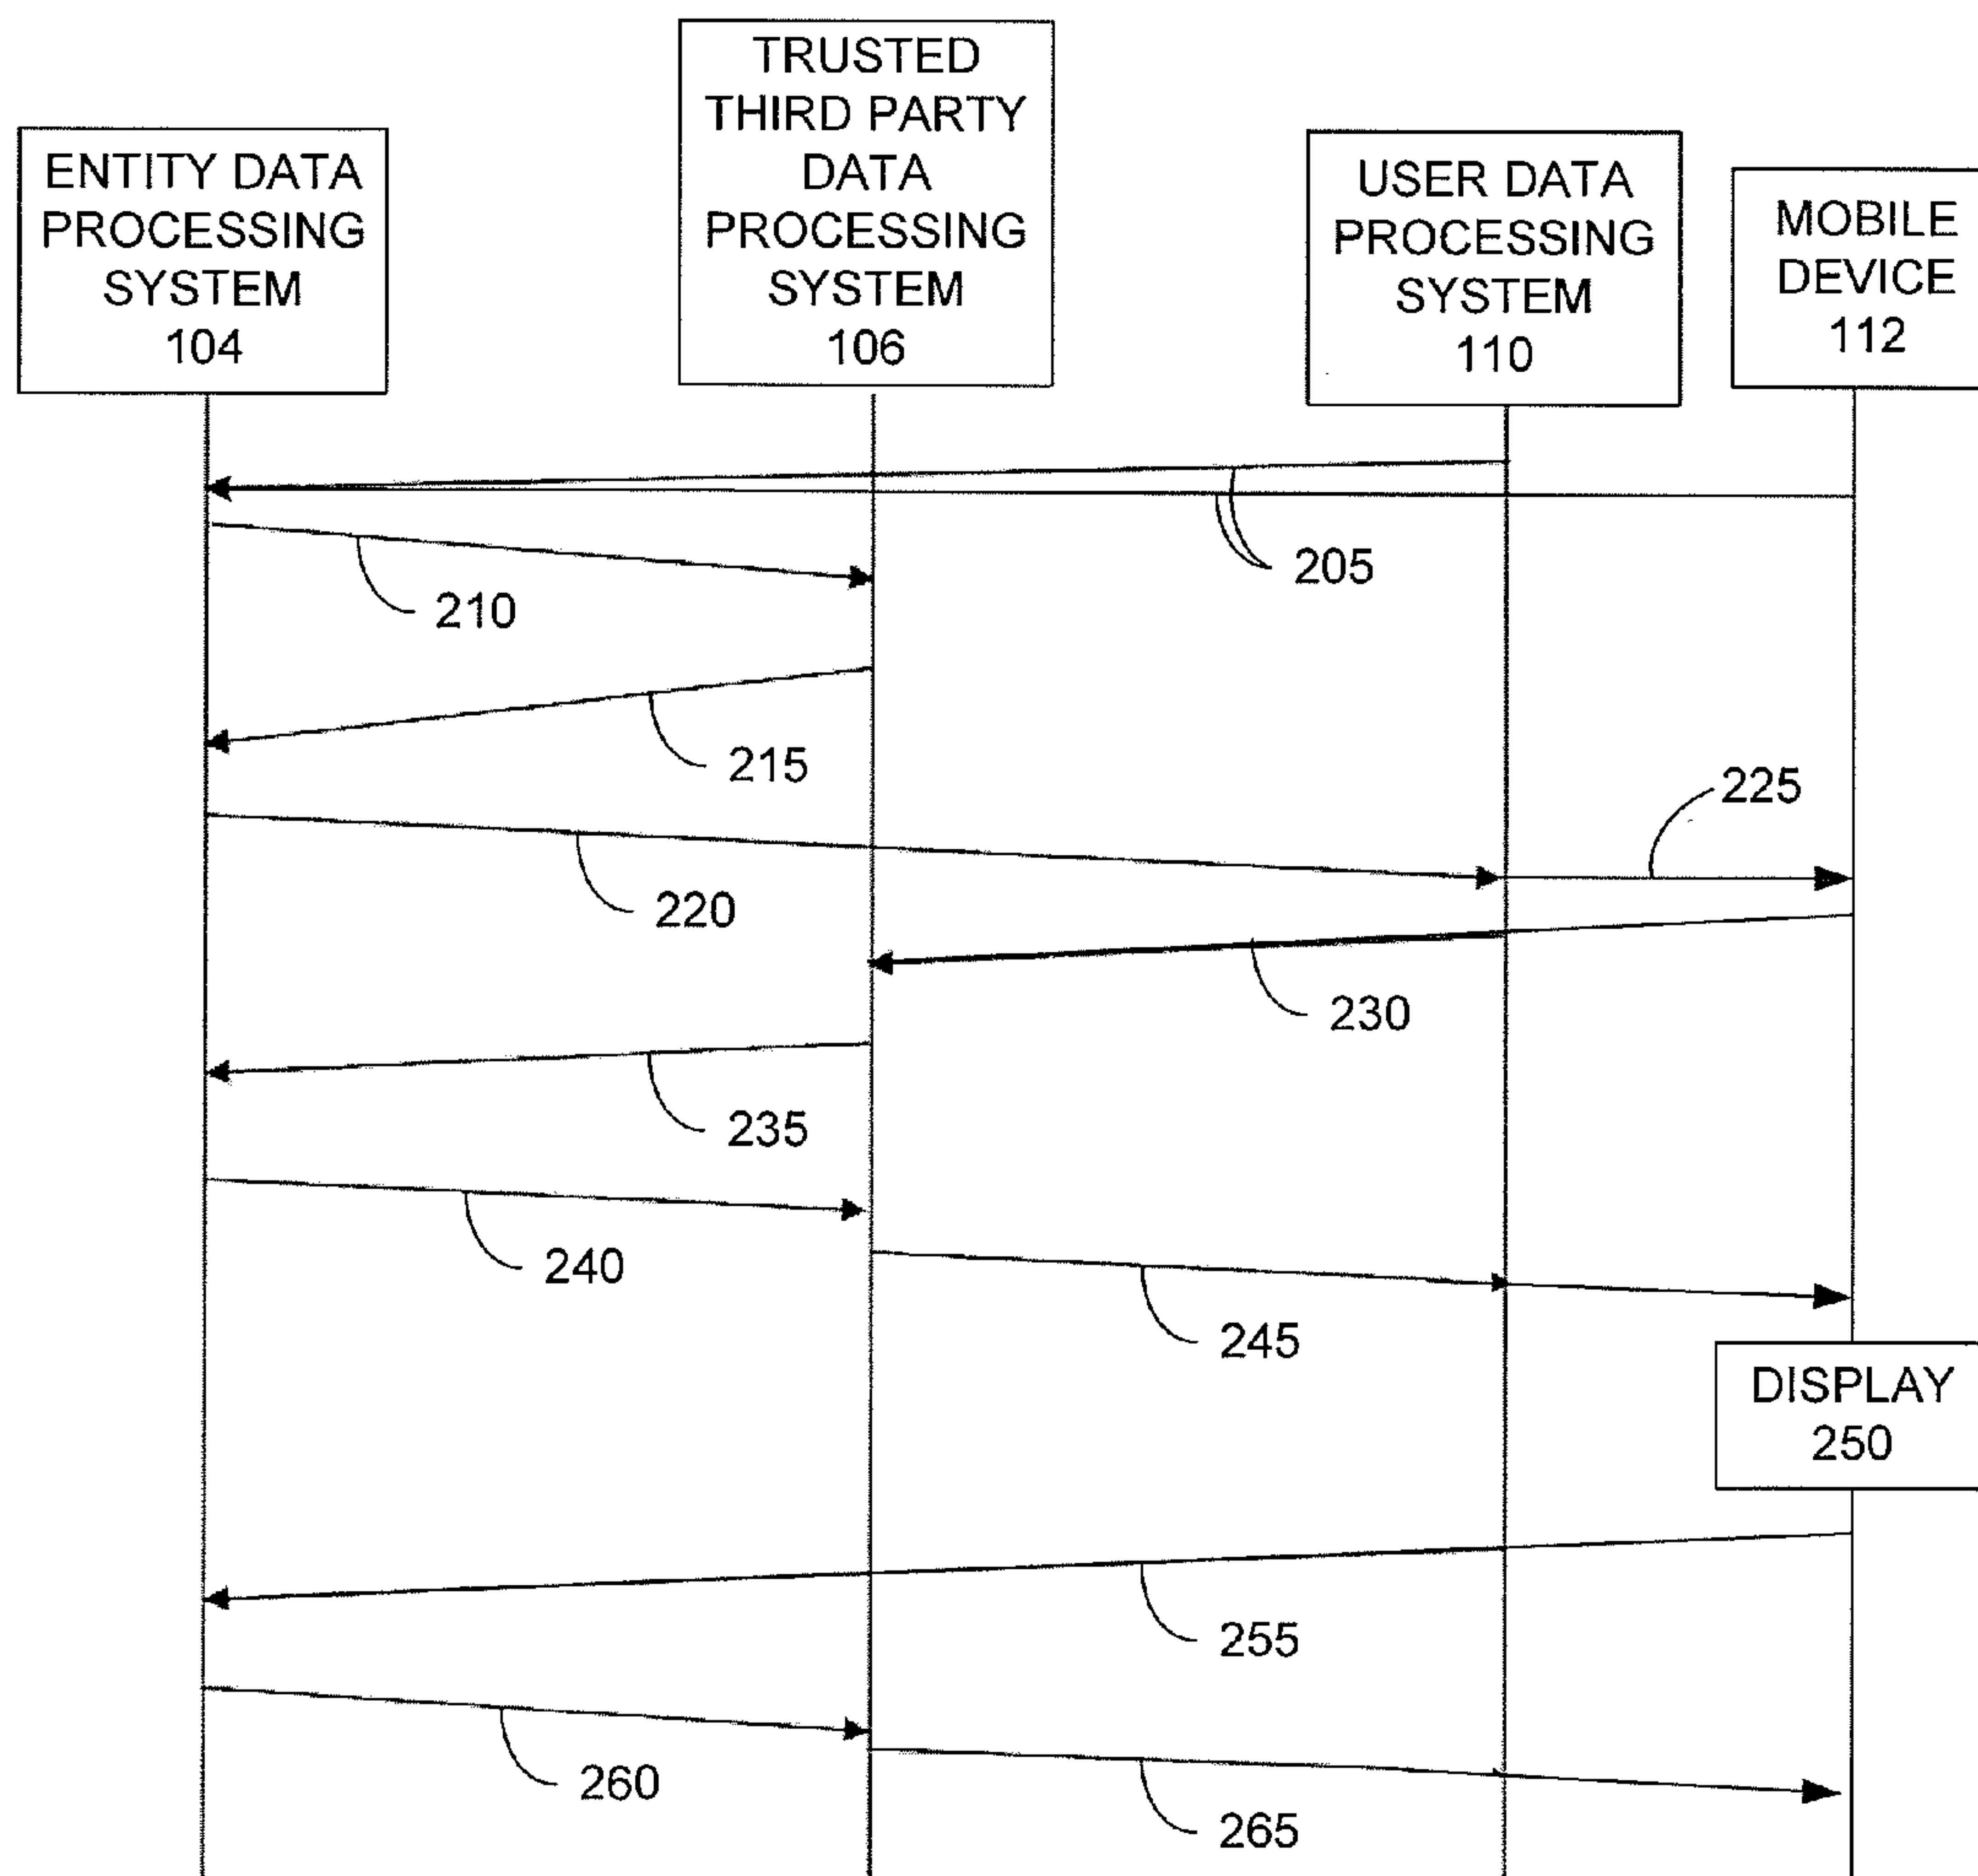 ENTITY DATA
PROCESSING
SYSTEM
104
TRUSTED
THIRD PARTY
DATA
PROCESSING
SYSTEM
106
USER DATA
PROCESSING
SYSTEM
110
MOBILE
DEVICE
112
205
210
215
225
220
230
235
240
245
DISPLAY
250
255
260
265